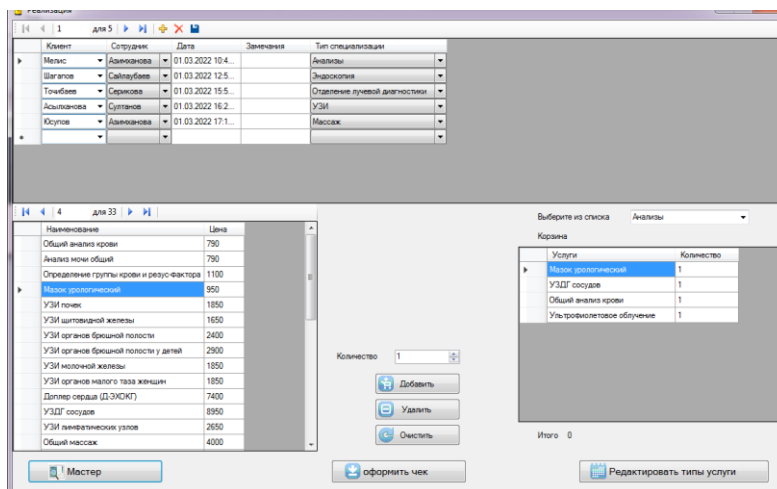 Реализация
1 для 5
Клиент Сотрудник Дата Замечания Тип специализации
Мелис Азимханова 01.03.2022 10:4... Анализы
Шагапов Сайлаубаев 01.03.2022 12:5... Эндоскопия
Точибаев Серикова 01.03.2022 15:5... Отделение лучевой диагностики
Асылханова Султанов 01.03.2022 16:2... УЗИ
Юсупов Азимханова 01.03.2022 17:1... Массаж
4 для 33
Наименование Цена
Общий анализ крови 790
Анализ мочи общий 790
Определение группы крови и резус-фактора 1100
Мазок урологический 950
УЗИ почек 1850
УЗИ щитовидной железы 1650
УЗИ органов брюшной полости 2400
УЗИ органов брюшной полости у детей 2900
УЗИ молочной железы 1850
УЗИ органов малого таза женщин 1850
Доплер сердца (Д-ЭХОКГ) 7400
УЗДГ сосудов 8950
УЗИ лимфатических узлов 2650
Общий массаж 4000
Количество 1
Добавить
Удалить
Очистить
Выберите из списка Анализы
Корзина
Услуги Количество
Мазок урологический 1
УЗДГ сосудов 1
Общий анализ крови 1
Ультрофиолетовое облучение 1
Итого 0
Мастер
оформить чек
Редактировать типы услуги